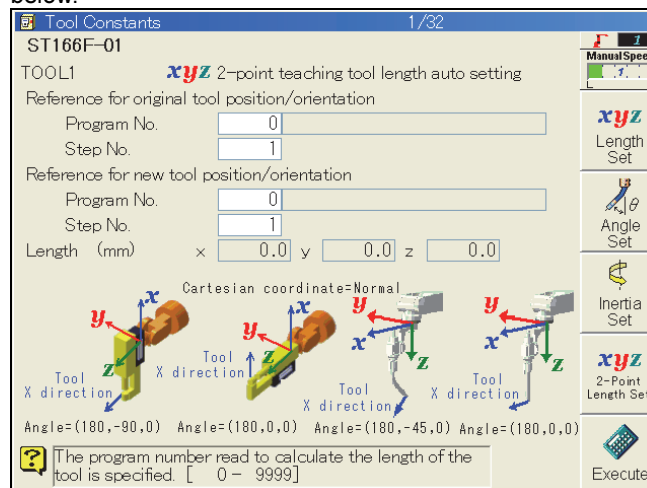 below.
Tool Constants 1/32
ST166F-01
1
Manual Spee
1
TOOL1 xyz 2-point teaching tool length auto setting
Reference for original tool position/orientation
Program No. 0
Step No. 1
Reference for new tool position/orientation
Program No. 0
Step No. 1
Length (mm) x 0.0 y 0.0 z 0.0
xyz
Length
Set
θ
Angle
Set
Inertia
Set
xyz
2-Point
Length Set
Execute
Cartesian coordinate=Normal
x y z
Tool
X direction
x y z
Tool
X direction
y x z
Tool
X direction
y x z
Tool
X direction
Angle=(180,-90,0) Angle=(180,0,0) Angle=(180,-45,0) Angle=(180,0,0)
The program number read to calculate the length of the
tool is specified. [ 0 - 9999]